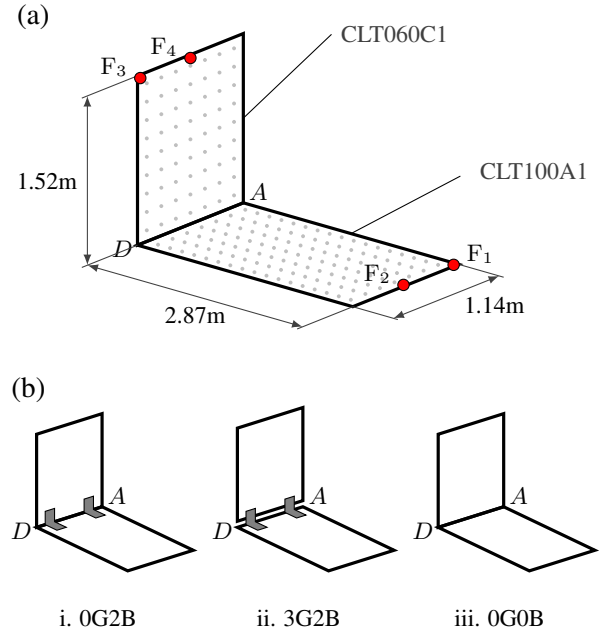 (a)
CLT060C1
F4
F3
1.52m
A
CLT100A1
D
F1
F2
2.87m
1.14m
(b)
A
D
A
D
A
D
i. 0G2B
ii. 3G2B
iii. 0G0B